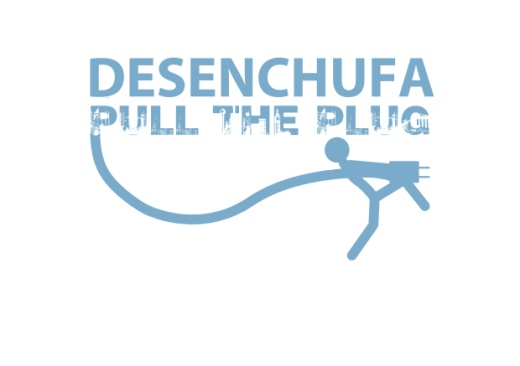 DESENCHUFA
PULL THE PLUG